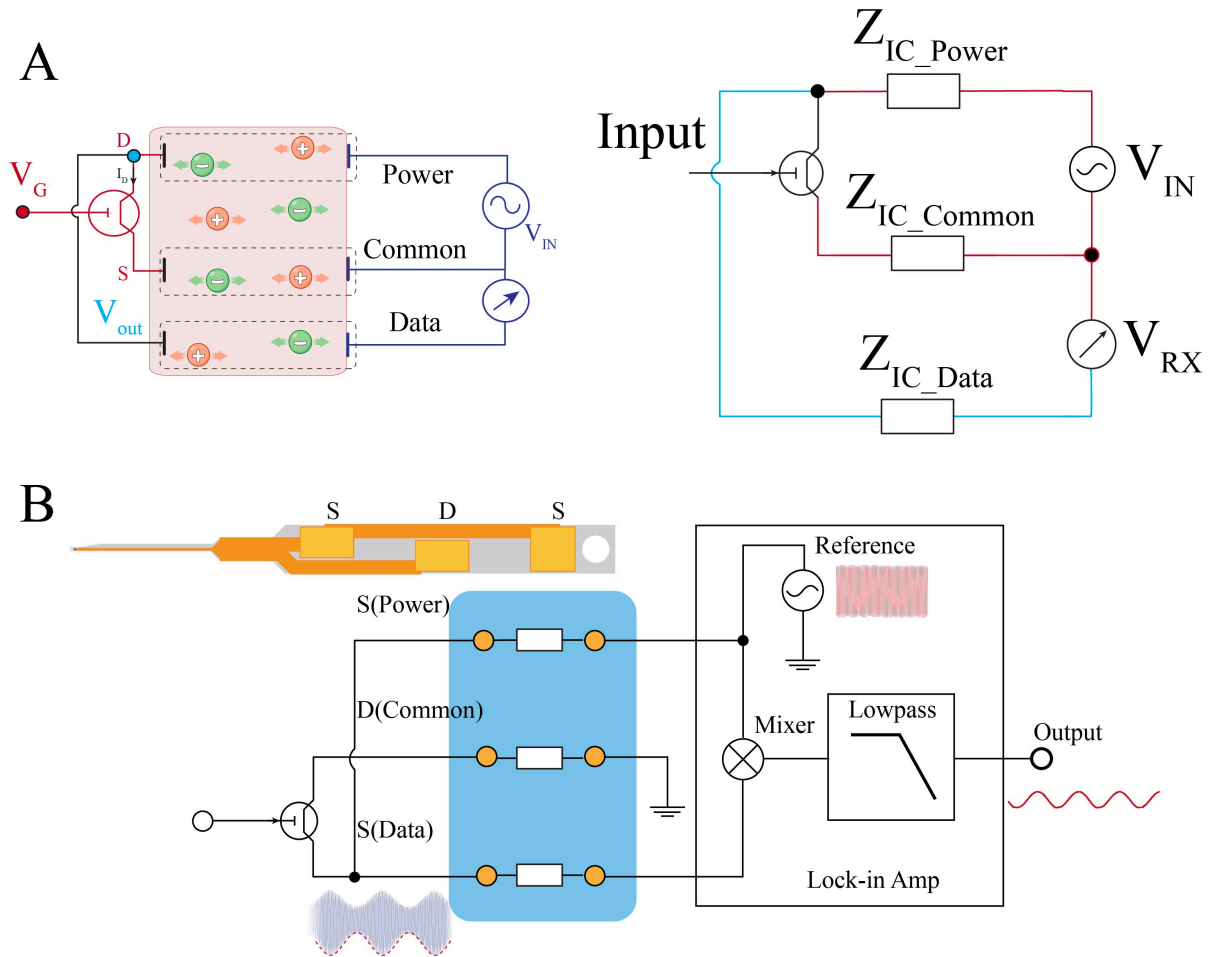 A
D
I_D
V_G
S
V_out
Power
Common
Data
V_IN
Z_IC_Power
Input
V_IN
Z_IC_Common
Z_IC_Data
V_RX
B
S D S
S(Power)
D(Common)
S(Data)
Reference
Mixer
Lowpass
Output
Lock-in Amp